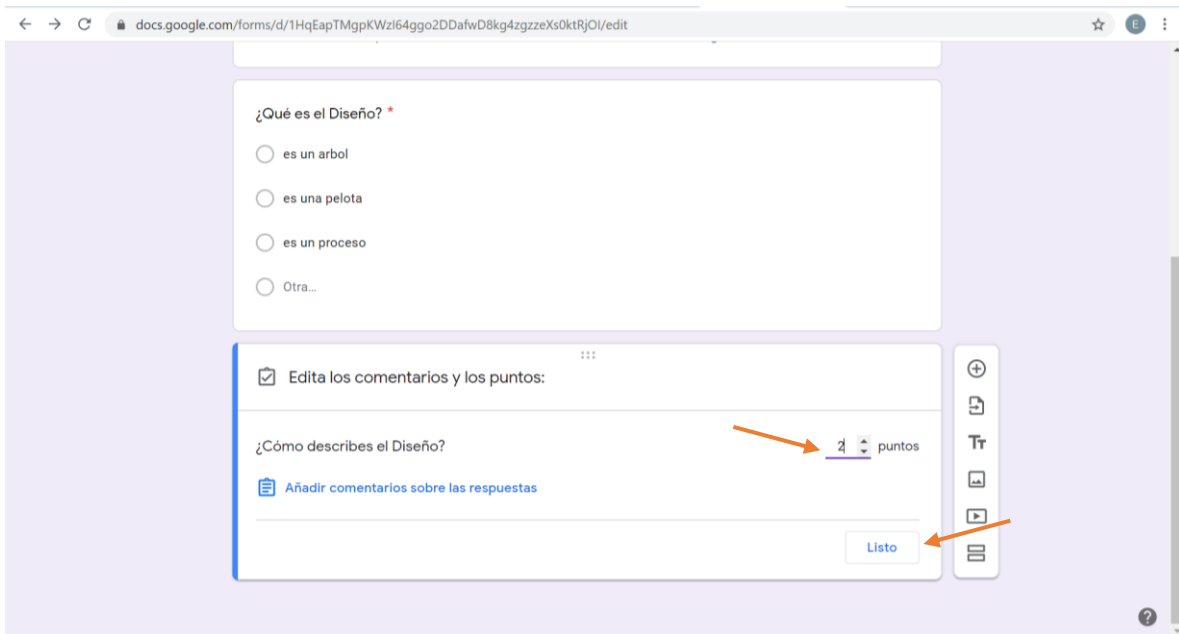 docs.google.com/forms/d/1HqEapTMgpKWzI64ggo2DDafwD8kg4zgzzeXs0ktRjOI/edit
E
¿Qué es el Diseño? *
es un arbol
es una pelota
es un proceso
Otra...
Edita los comentarios y los puntos:
¿Cómo describes el Diseño?
2 puntos
Añadir comentarios sobre las respuestas
Listo
Tт
?